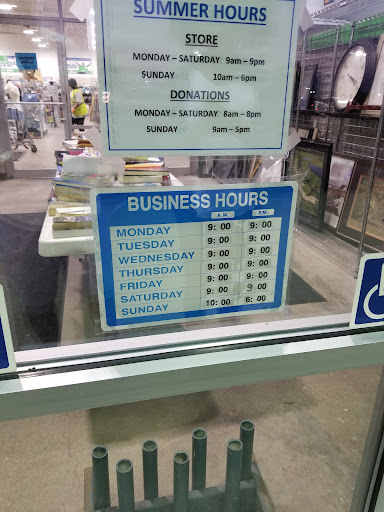 SUMMER HOURS
STORE
MONDAY – SATURDAY 9am – 9pm
SUNDAY 10am – 6pm
DONATIONS
MONDAY – SATURDAY 8am – 8pm
SUNDAY 9am – 5pm
BUSINESS HOURS
A.M. P.M.
MONDAY 9: 00 9: 00
TUESDAY 9: 00 9: 00
WEDNESDAY 9: 00 9: 00
THURSDAY 9: 00 9: 00
FRIDAY 9: 00 9: 00
SATURDAY 9: 00 9: 00
SUNDAY 10: 00 6: 00